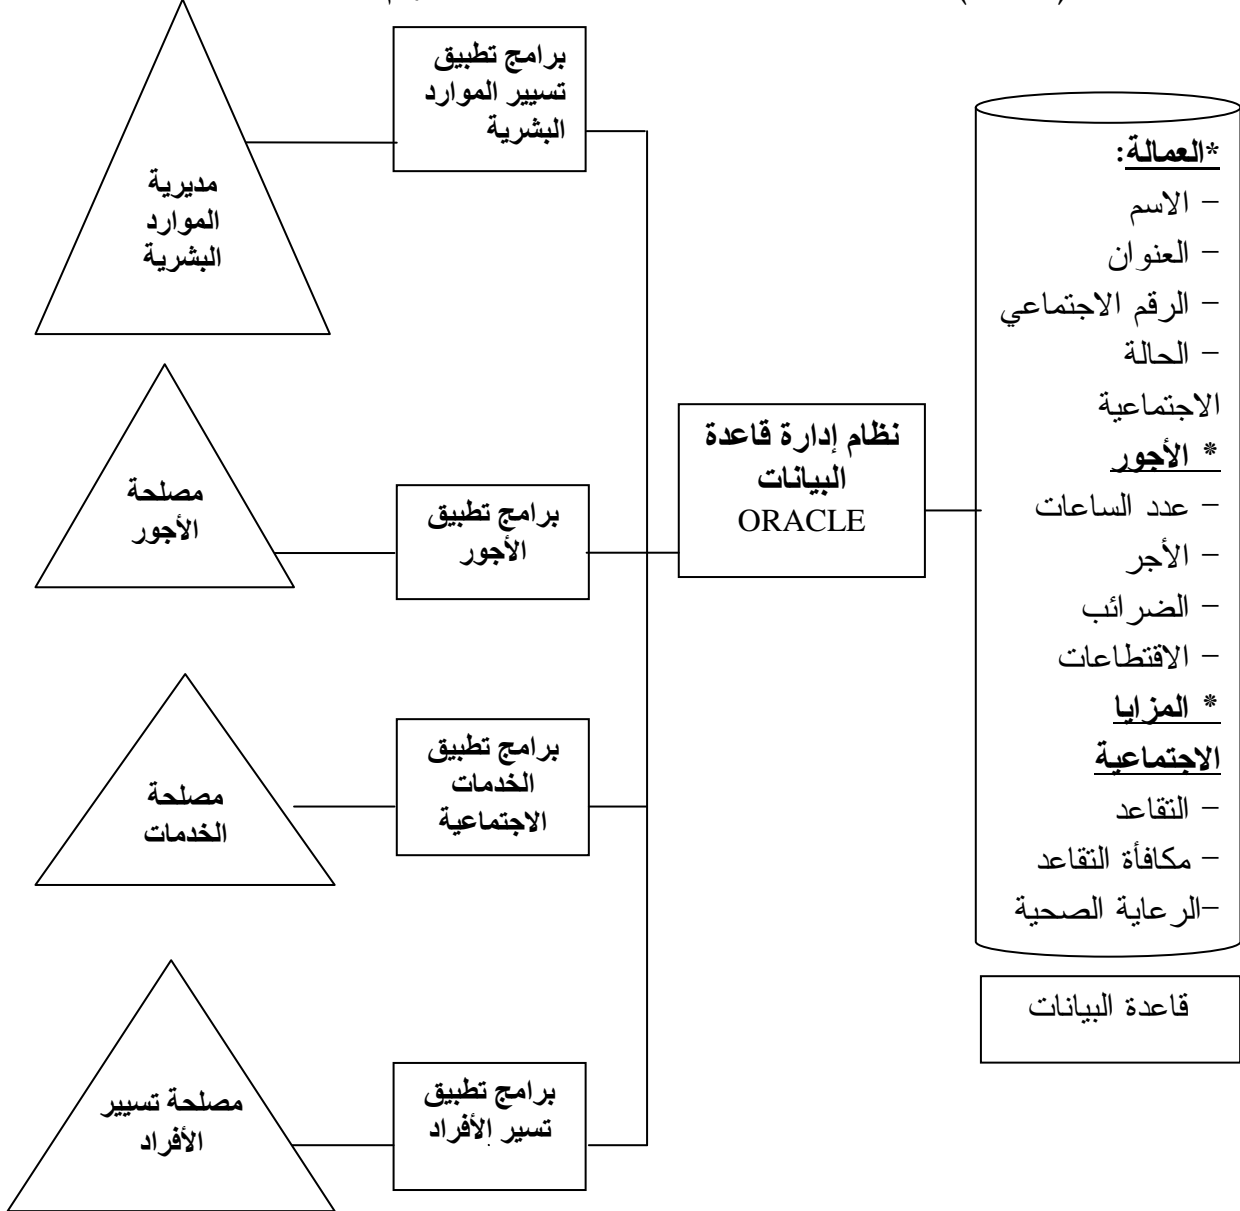 برامج تطبيق
تسيير الموارد
البشرية
مديرية
الموارد
البشرية
*العمالة:
– الاسم
– العنوان
– الرقم الاجتماعي
– الحالة
الاجتماعية
* الأجور
– عدد الساعات
– الأجر
– الضرائب
– الاقتطاعات
* المزايا
الاجتماعية
– التقاعد
– مكافأة التقاعد
–الرعاية الصحية
قاعدة البيانات
نظام إدارة قاعدة
البيانات
ORACLE
برامج تطبيق
الأجور
مصلحة
الأجور
برامج تطبيق
الخدمات
الاجتماعية
مصلحة
الخدمات
برامج تطبيق
تسير الأفراد
مصلحة تسيير
الأفراد